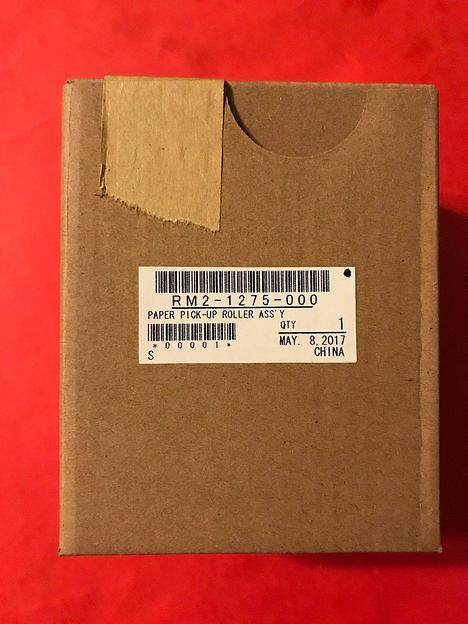 RM2-1275-000
PAPER PICK-UP ROLLER ASS'Y
QTY 1
*00001*
MAY. 8,2017
S
CHINA